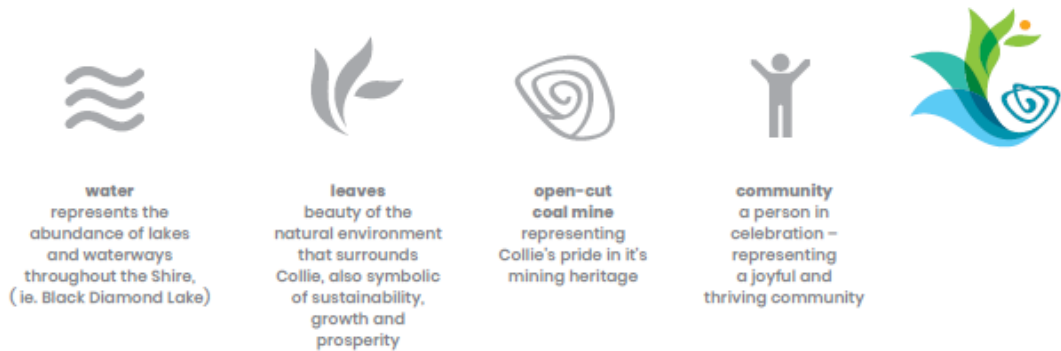 water
represents the
abundance of lakes
and waterways
throughout the Shire,
( ie. Black Diamond Lake)
leaves
beauty of the
natural environment
that surrounds
Collie, also symbolic
of sustainability,
growth and
prosperity
open-cut
coal mine
representing
Collie's pride in it's
mining heritage
community
a person in
celebration –
representing
a joyful and
thriving community